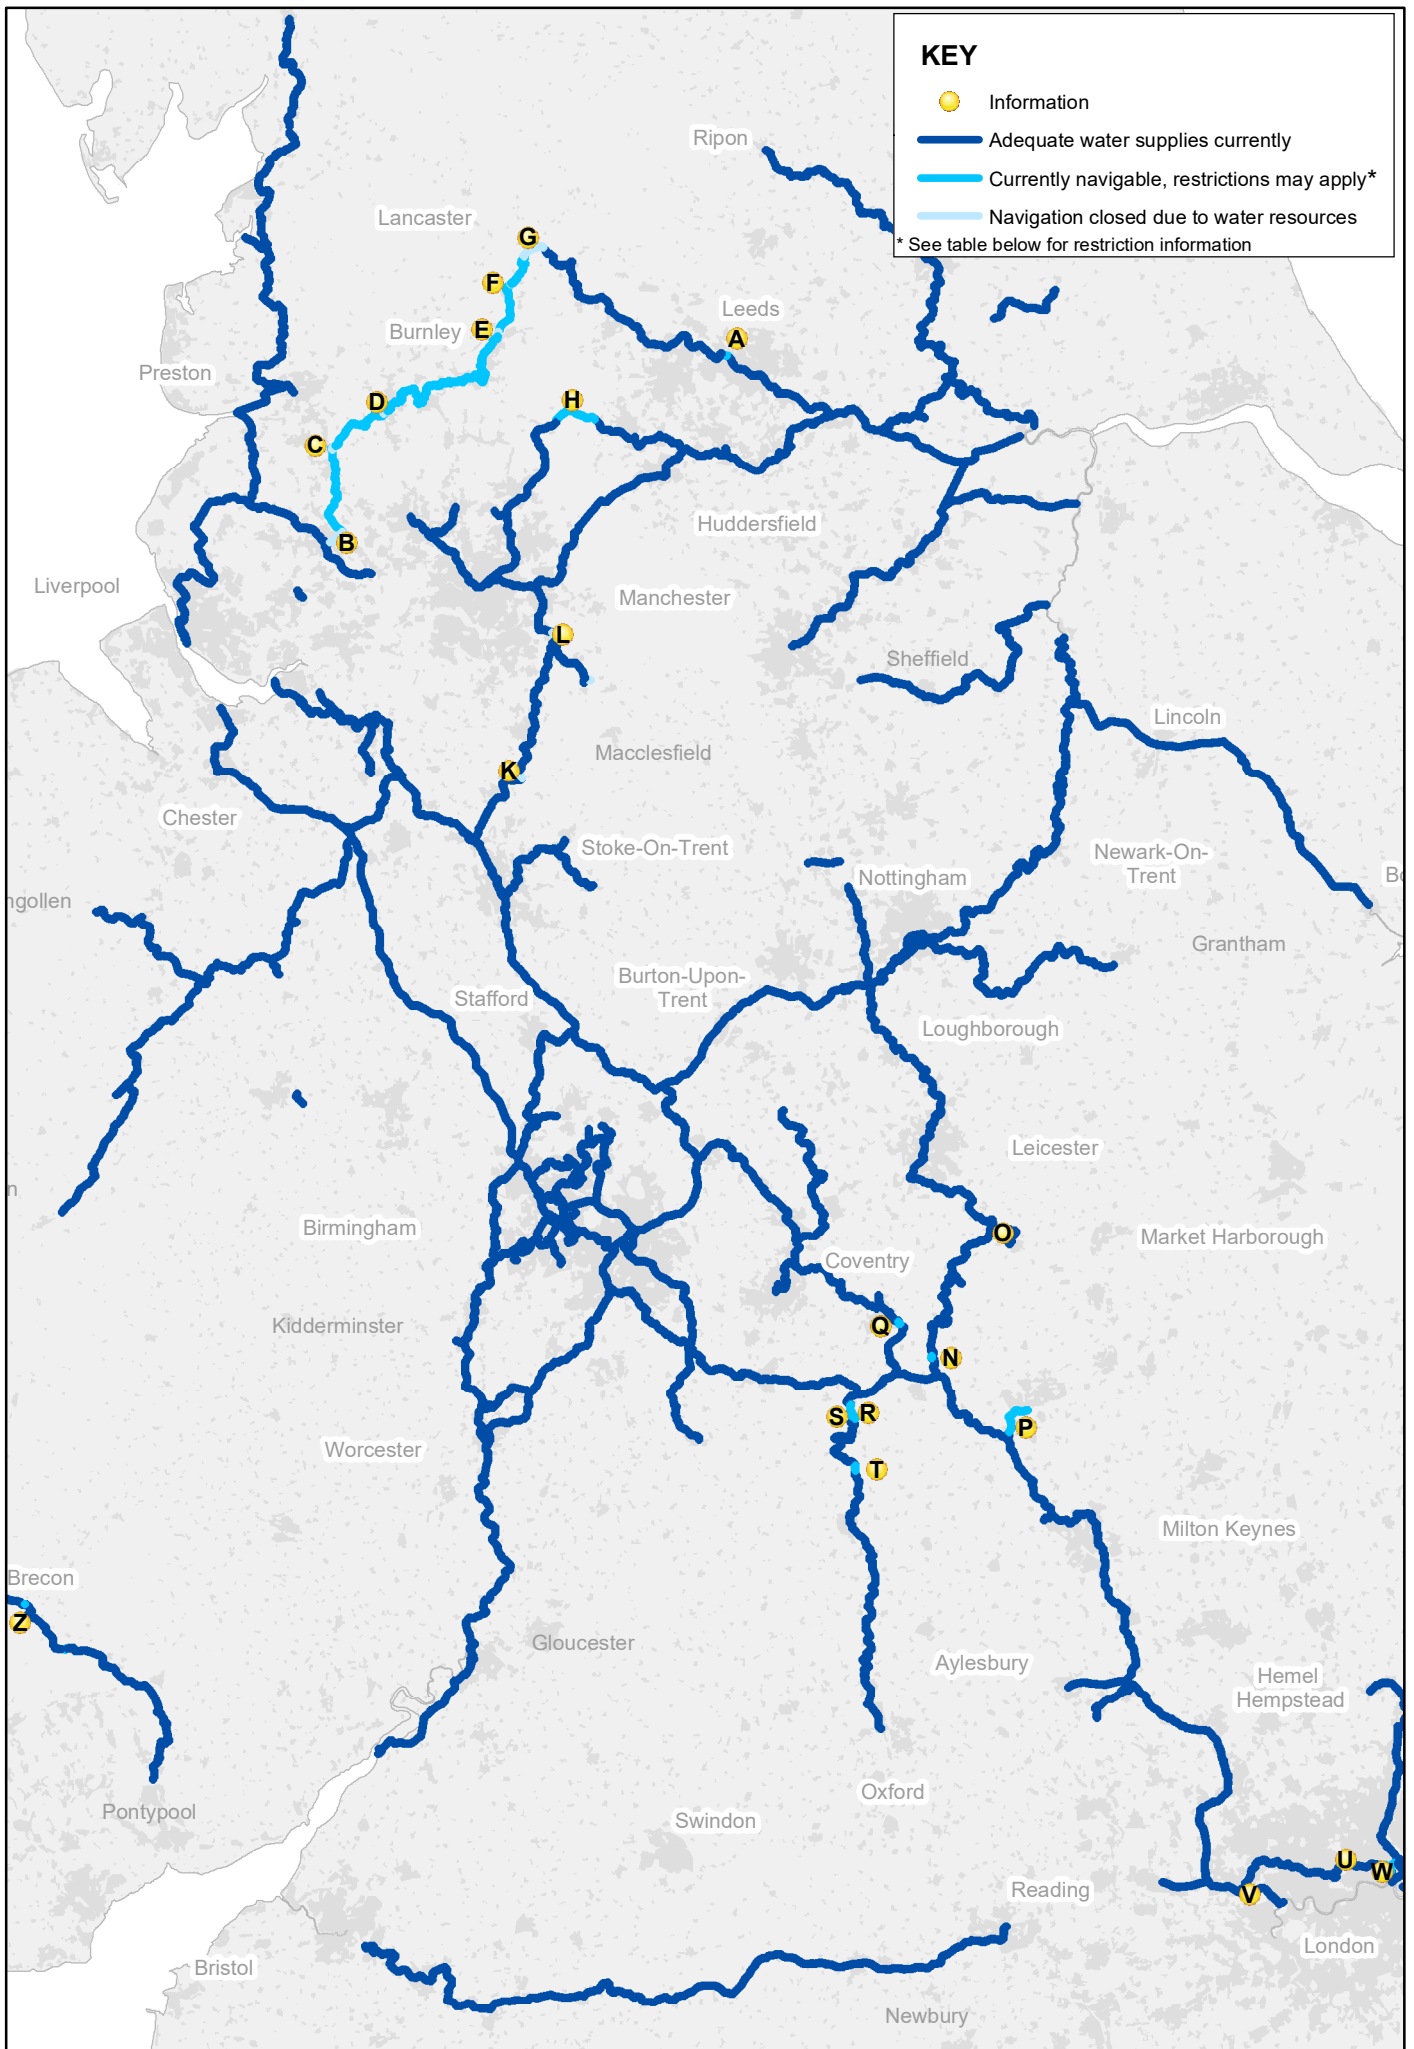 KEY
Information
Adequate water supplies currently
Currently navigable, restrictions may apply*
Navigation closed due to water resources
* See table below for restriction information
Ripon
Lancaster
G
F
Leeds
E
Burnley
A
Preston
D
H
C
Huddersfield
B
Liverpool
Manchester
L
Sheffield
Lincoln
Macclesfield
K
Chester
Stoke-On-Trent
Newark-On-
Trent
Nottingham
Bo
ngollen
Grantham
Burton-Upon-
Trent
Stafford
Loughborough
Leicester
n
Birmingham
O
Market Harborough
Coventry
Kidderminster
Q
N
S
R
P
Worcester
T
Milton Keynes
Brecon
Z
Gloucester
Aylesbury
Hemel
Hempstead
Oxford
Pontypool
Swindon
U
W
Reading
V
London
Bristol
Newbury